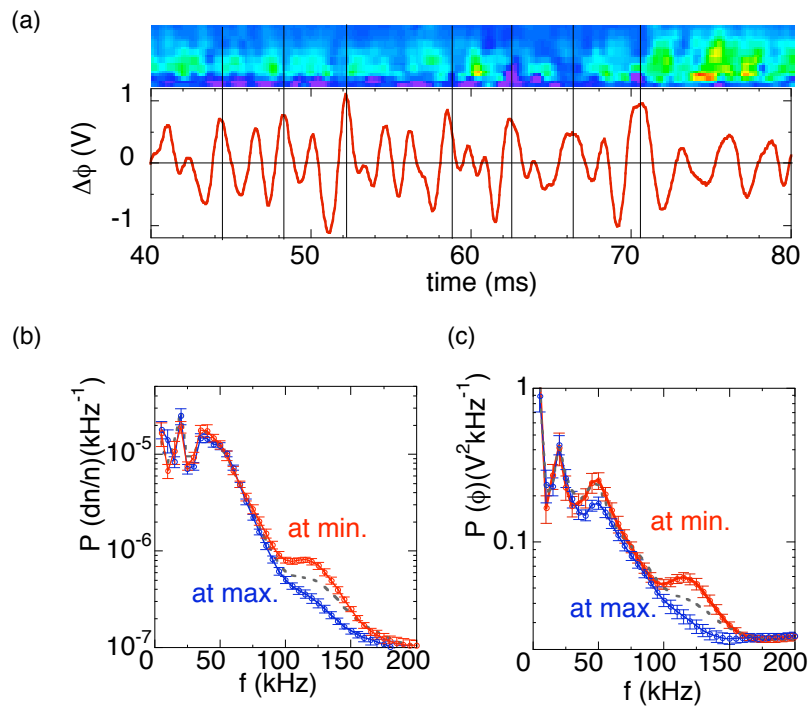 (a)
1
0
-1
Δϕ (V)
40 50 60 70 80
time (ms)
(b)
P (dn/n)(kHz⁻¹)
10⁻⁵
10⁻⁶
10⁻⁷
at min.
at max.
0 50 100 150 200
f (kHz)
(c)
P (ϕ)(V²kHz⁻¹)
1
0.1
at min.
at max.
0 50 100 150 200
f (kHz)